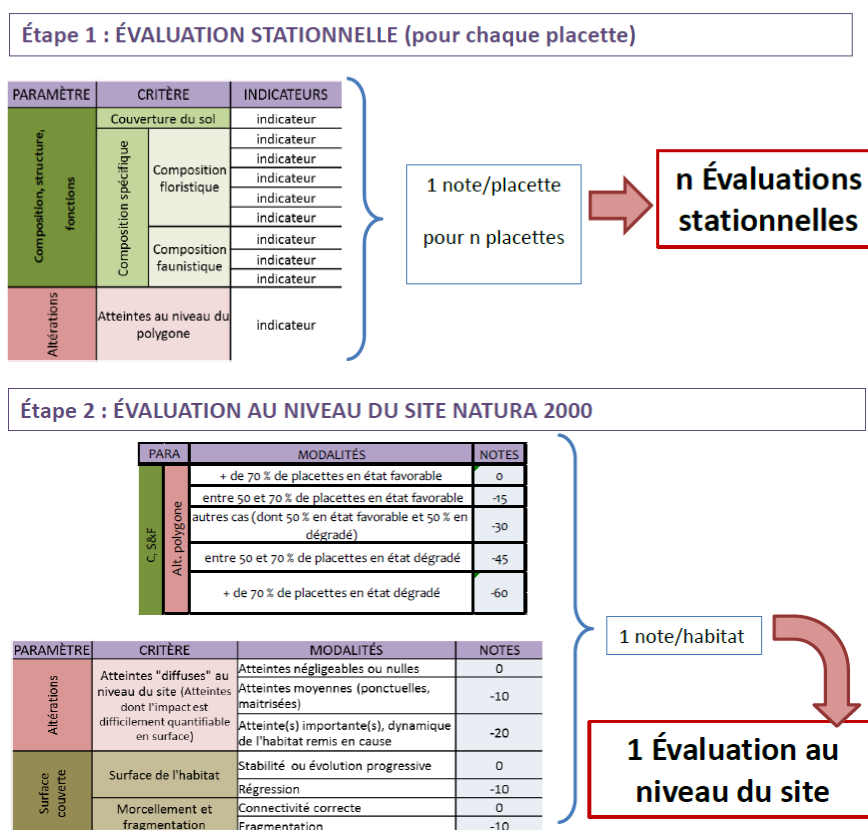 Étape 1 : ÉVALUATION STATIONNELLE (pour chaque placette)
PARAMÈTRE CRITÈRE INDICATEURS
Composition, structure,
fonctions
Couverture du sol indicateur
Composition spécifique
Composition
floristique
indicateur
indicateur
indicateur
indicateur
indicateur
Composition
faunistique
indicateur
indicateur
indicateur
Altérations
Atteintes au niveau du
polygone
indicateur
1 note/placette
pour n placettes
n Évaluations
stationnelles
Étape 2 : ÉVALUATION AU NIVEAU DU SITE NATURA 2000
PARA MODALITÉS NOTES
C, S&F
Alt. polygone
+ de 70 % de placettes en état favorable 0
entre 50 et 70 % de placettes en état favorable -15
autres cas (dont 50 % en état favorable et 50 % en
dégradé) -30
entre 50 et 70 % de placettes en état dégradé -45
+ de 70 % de placettes en état dégradé -60
PARAMÈTRE CRITÈRE MODALITÉS NOTES
Altérations
Atteintes "diffuses" au
niveau du site (Atteintes
dont l'impact est
difficilement quantifiable
en surface)
Atteintes négligeables ou nulles 0
Atteintes moyennes (ponctuelles,
maitrisées) -10
Atteinte(s) importante(s), dynamique
de l'habitat remis en cause -20
Surface
couverte
Surface de l'habitat
Stabilité ou évolution progressive 0
Régression -10
Morcellement et
fragmentation
Connectivité correcte 0
Fragmentation -10
1 note/habitat
1 Évaluation au
niveau du site